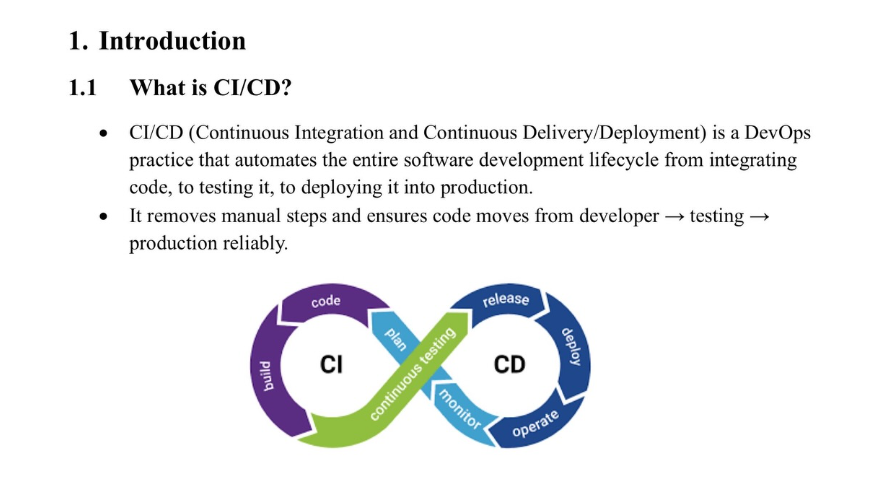 1. Introduction
1.1 What is CI/CD?
• CI/CD (Continuous Integration and Continuous Delivery/Deployment) is a DevOps
practice that automates the entire software development lifecycle from integrating
code, to testing it, to deploying it into production.
• It removes manual steps and ensures code moves from developer → testing →
production reliably.
code
plan
build
CI
continuous testing
release
deploy
CD
monitor
operate